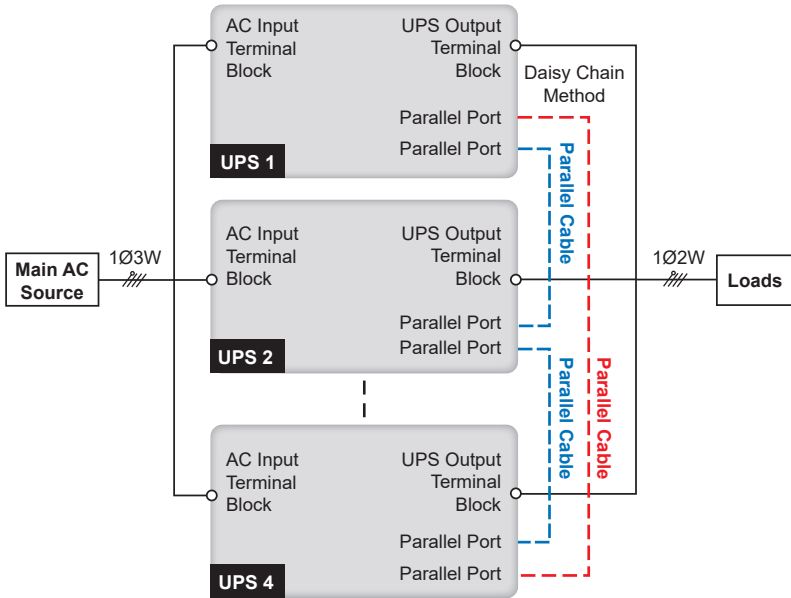 AC Input
Terminal
Block
UPS Output
Terminal
Block
Daisy Chain
Method
Parallel Port
Parallel Port
UPS 1
Parallel Cable
AC Input
Terminal
Block
UPS Output
Terminal
Block
1Ø3W
Main AC
Source
1Ø2W
Loads
Parallel Port
Parallel Port
UPS 2
Parallel Cable
Parallel Cable
AC Input
Terminal
Block
UPS Output
Terminal
Block
Parallel Port
Parallel Port
UPS 4